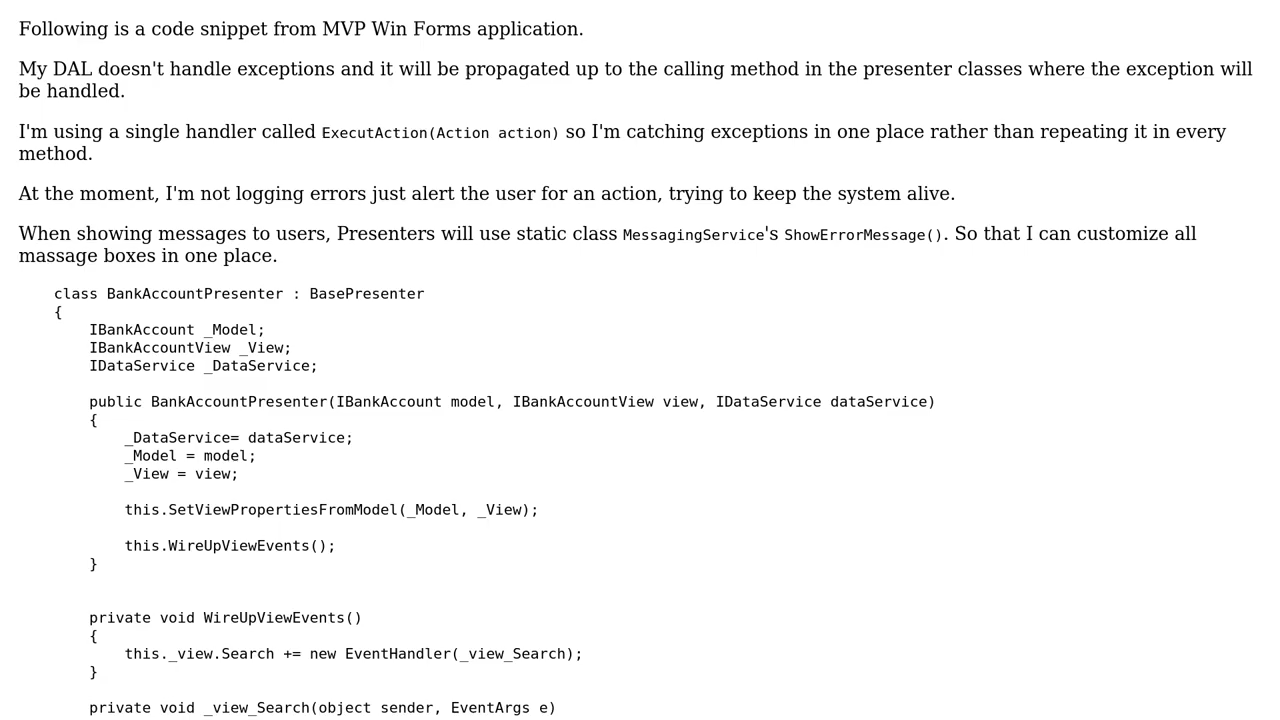 Following is a code snippet from MVP Win Forms application.
My DAL doesn't handle exceptions and it will be propagated up to the calling method in the presenter classes where the exception will
be handled.
I'm using a single handler called ExecutAction(Action action) so I'm catching exceptions in one place rather than repeating it in every
method.
At the moment, I'm not logging errors just alert the user for an action, trying to keep the system alive.
When showing messages to users, Presenters will use static class MessagingService's ShowErrorMessage(). So that I can customize all
massage boxes in one place.
class BankAccountPresenter : BasePresenter
{
IBankAccount _Model;
IBankAccountView _View;
IDataService _DataService;
public BankAccountPresenter(IBankAccount model, IBankAccountView view, IDataService dataService)
{
_DataService= dataService;
_Model = model;
_View = view;
this.SetViewPropertiesFromModel(_Model, _View);
this.WireUpViewEvents();
}
private void WireUpViewEvents()
{
this._view.Search += new EventHandler(_view_Search);
}
private void _view_Search(object sender, EventArgs e)